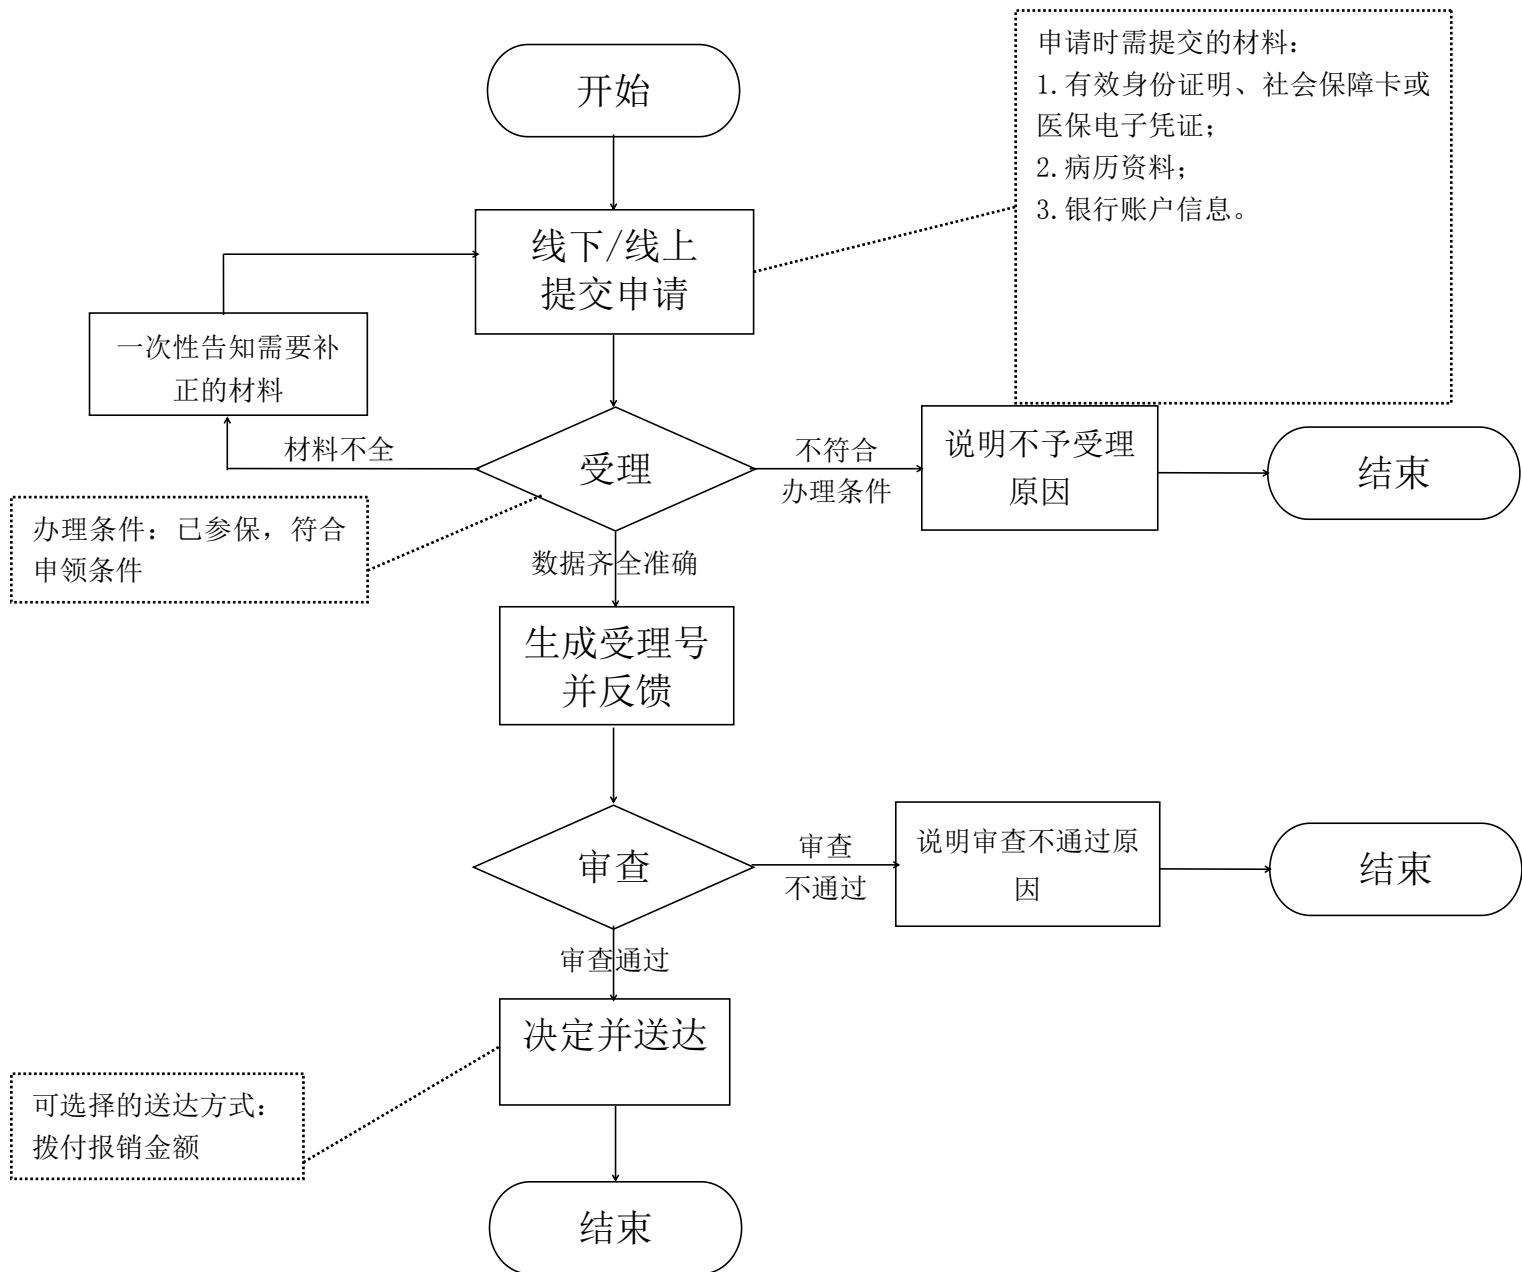 开始
申请时需提交的材料：
1.有效身份证明、社会保障卡或
医保电子凭证；
2.病历资料；
3.银行账户信息。
线下/线上
提交申请
一次性告知需要补
正的材料
材料不全
受理
不符合
办理条件
说明不予受理
原因
结束
办理条件：已参保，符合
申领条件
数据齐全准确
生成受理号
并反馈
审查
审查
不通过
说明审查不通过原
因
结束
审查通过
决定并送达
可选择的送达方式：
拨付报销金额
结束